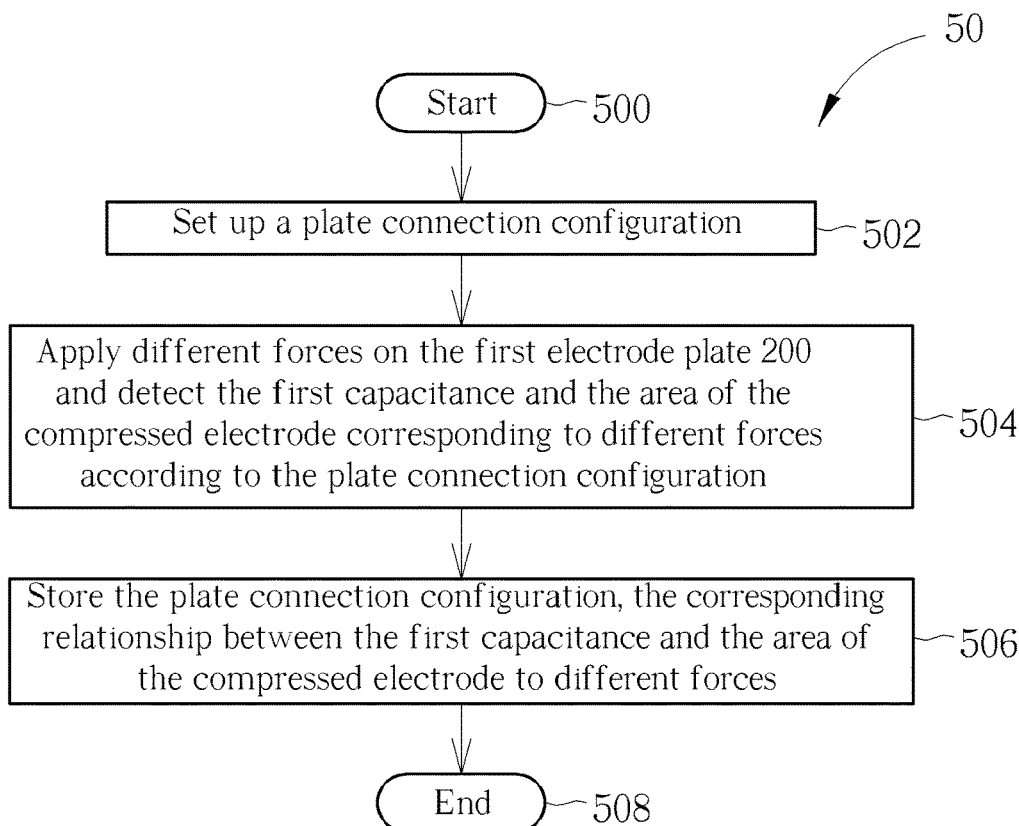 50
Start
500
Set up a plate connection configuration
502
Apply different forces on the first electrode plate 200
and detect the first capacitance and the area of the
compressed electrode corresponding to different forces
according to the plate connection configuration
504
Store the plate connection configuration, the corresponding
relationship between the first capacitance and the area of
the compressed electrode to different forces
506
End
508